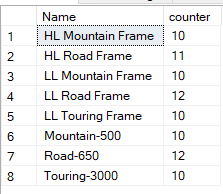 Name counter
1 HL Mountain Frame 10
2 HL Road Frame 11
3 LL Mountain Frame 10
4 LL Road Frame 12
5 LL Touring Frame 10
6 Mountain-500 10
7 Road-650 12
8 Touring-3000 10